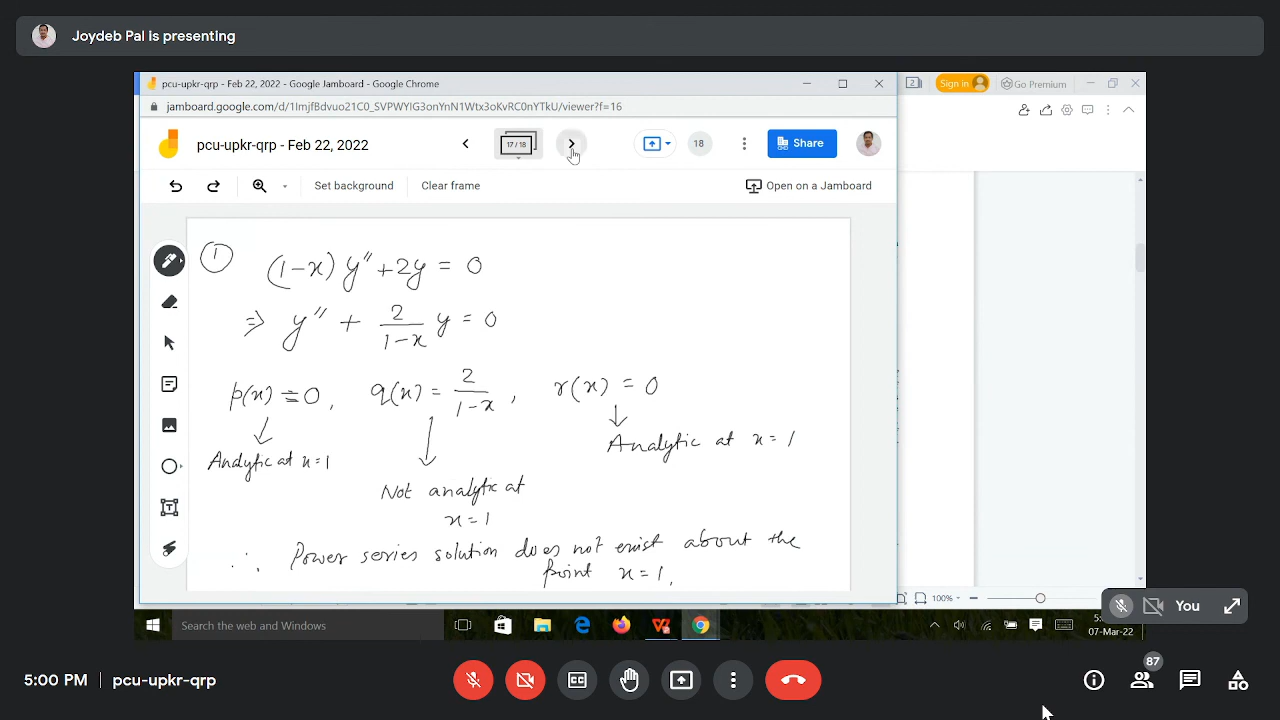 Joydeb Pal is presenting
pcu-upkr-qrp - Feb 22, 2022 - Google Jamboard - Google Chrome
2
Sign in
Go Premium
jamboard.google.com/d/1ImjfBdvuo21C0_SVPWYIG3onYnN1Wtx3oKvRC0nYTkU/viewer?f=16
pcu-upkr-qrp - Feb 22, 2022
17 / 18
18
Share
Set background
Clear frame
Open on a Jamboard
① (1-x) y″ + 2y = 0
⇒ y″ + 2/(1-x) y = 0
p(x) = 0, q(x) = 2/(1-x), r(x) = 0
↓ ↓ ↓
Analytic at x = 1
Analytic at x = 1
Not analytic at
x = 1
∴ Power series solution does not exist about the
point x = 1.
100%
You
Search the web and Windows
07-Mar-22
5:00 PM
pcu-upkr-qrp
87